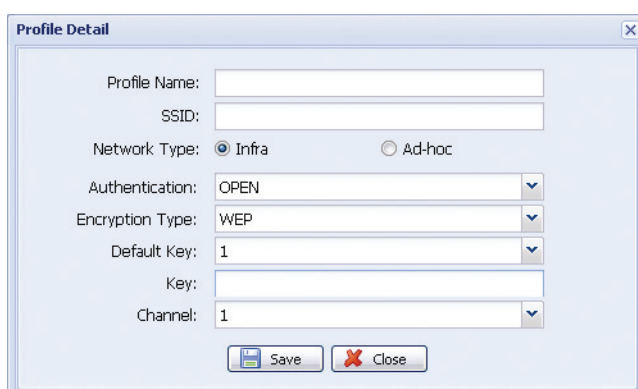 Profile Detail
Profile Name:
SSID:
Network Type: Infra Ad-hoc
Authentication: OPEN
Encryption Type: WEP
Default Key: 1
Key:
Channel: 1
Save Close